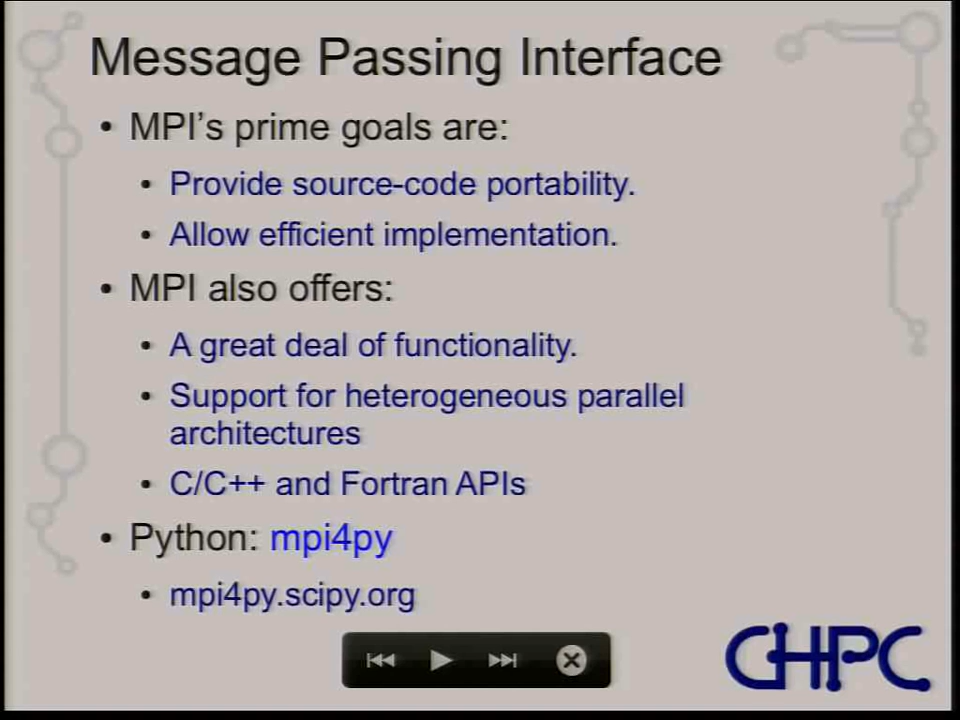 Message Passing Interface
• MPI’s prime goals are:
• Provide source-code portability.
• Allow efficient implementation.
• MPI also offers:
• A great deal of functionality.
• Support for heterogeneous parallel
architectures
• C/C++ and Fortran APIs
• Python: mpi4py
• mpi4py.scipy.org
CHPC